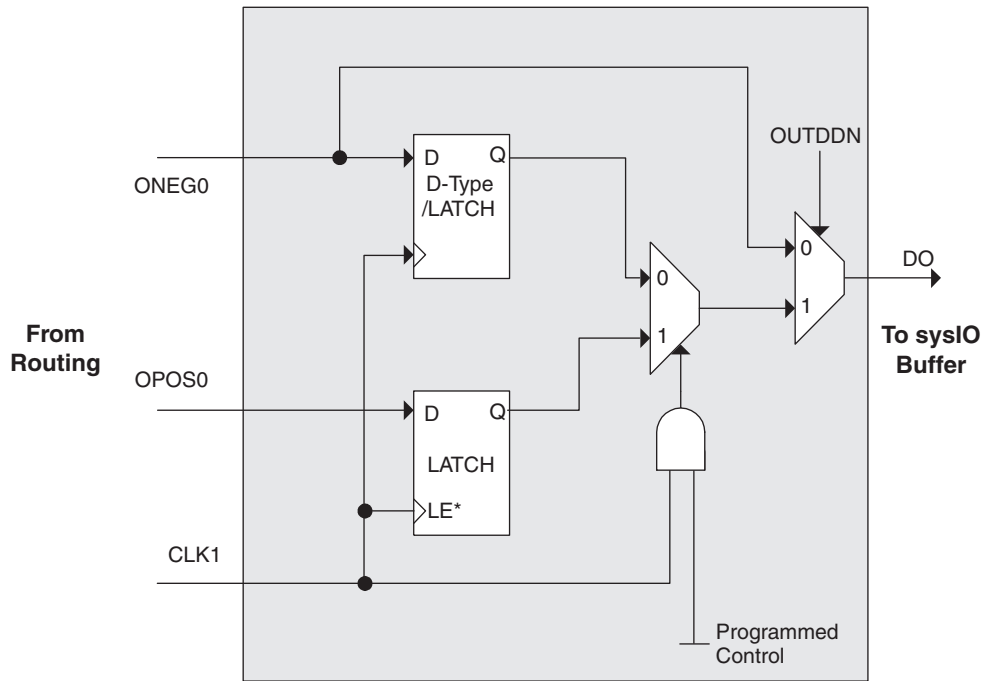 OUTDDN
ONEG0
D
Q
D-Type
/LATCH
0
1
0
1
DO
From
Routing
To sysIO
Buffer
OPOS0
D
Q
LATCH
LE*
CLK1
Programmed
Control